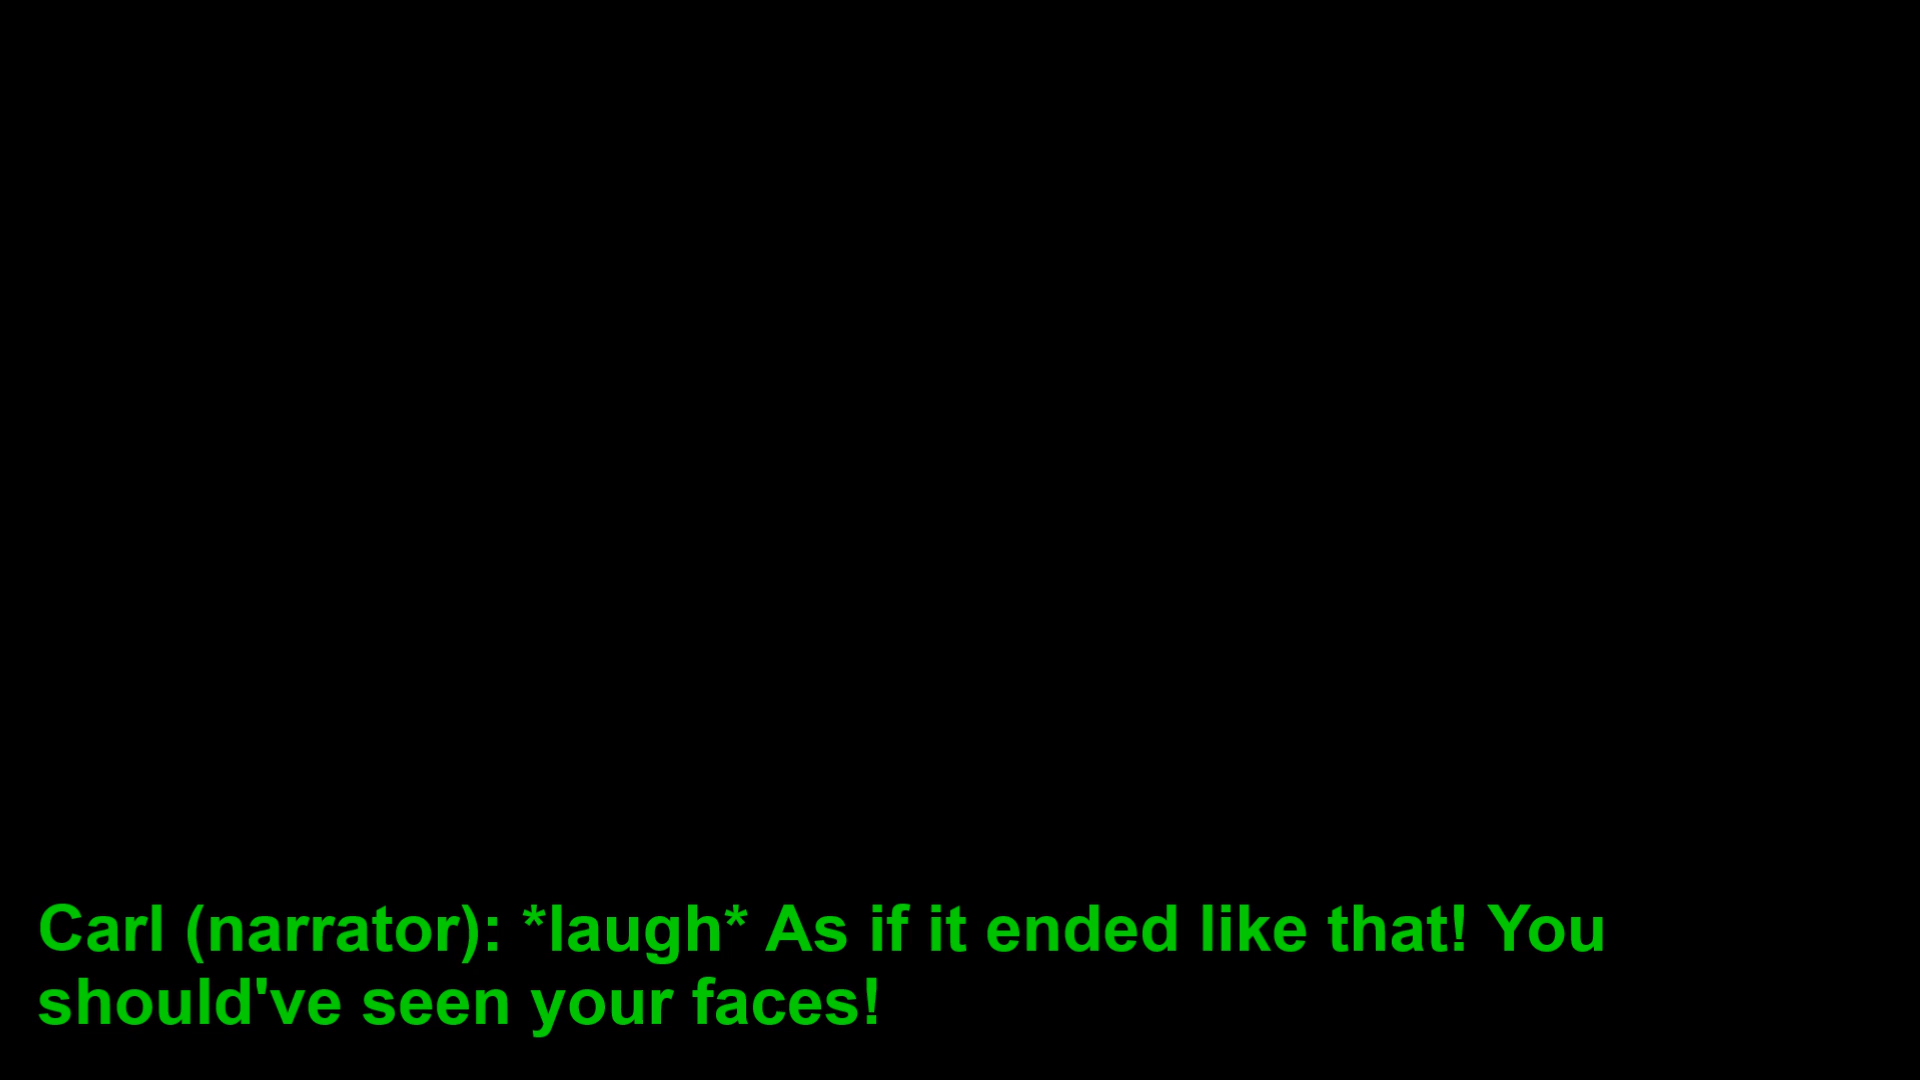 Carl (narrator): *laugh* As if it ended like that! You
should've seen your faces!